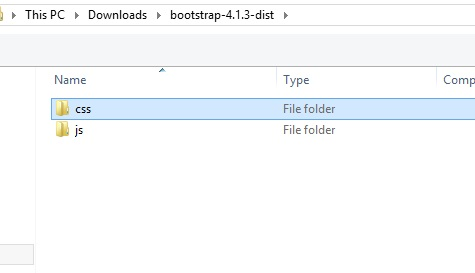 This PC Downloads bootstrap-4.1.3-dist
Name Type Comp
css File folder
js File folder